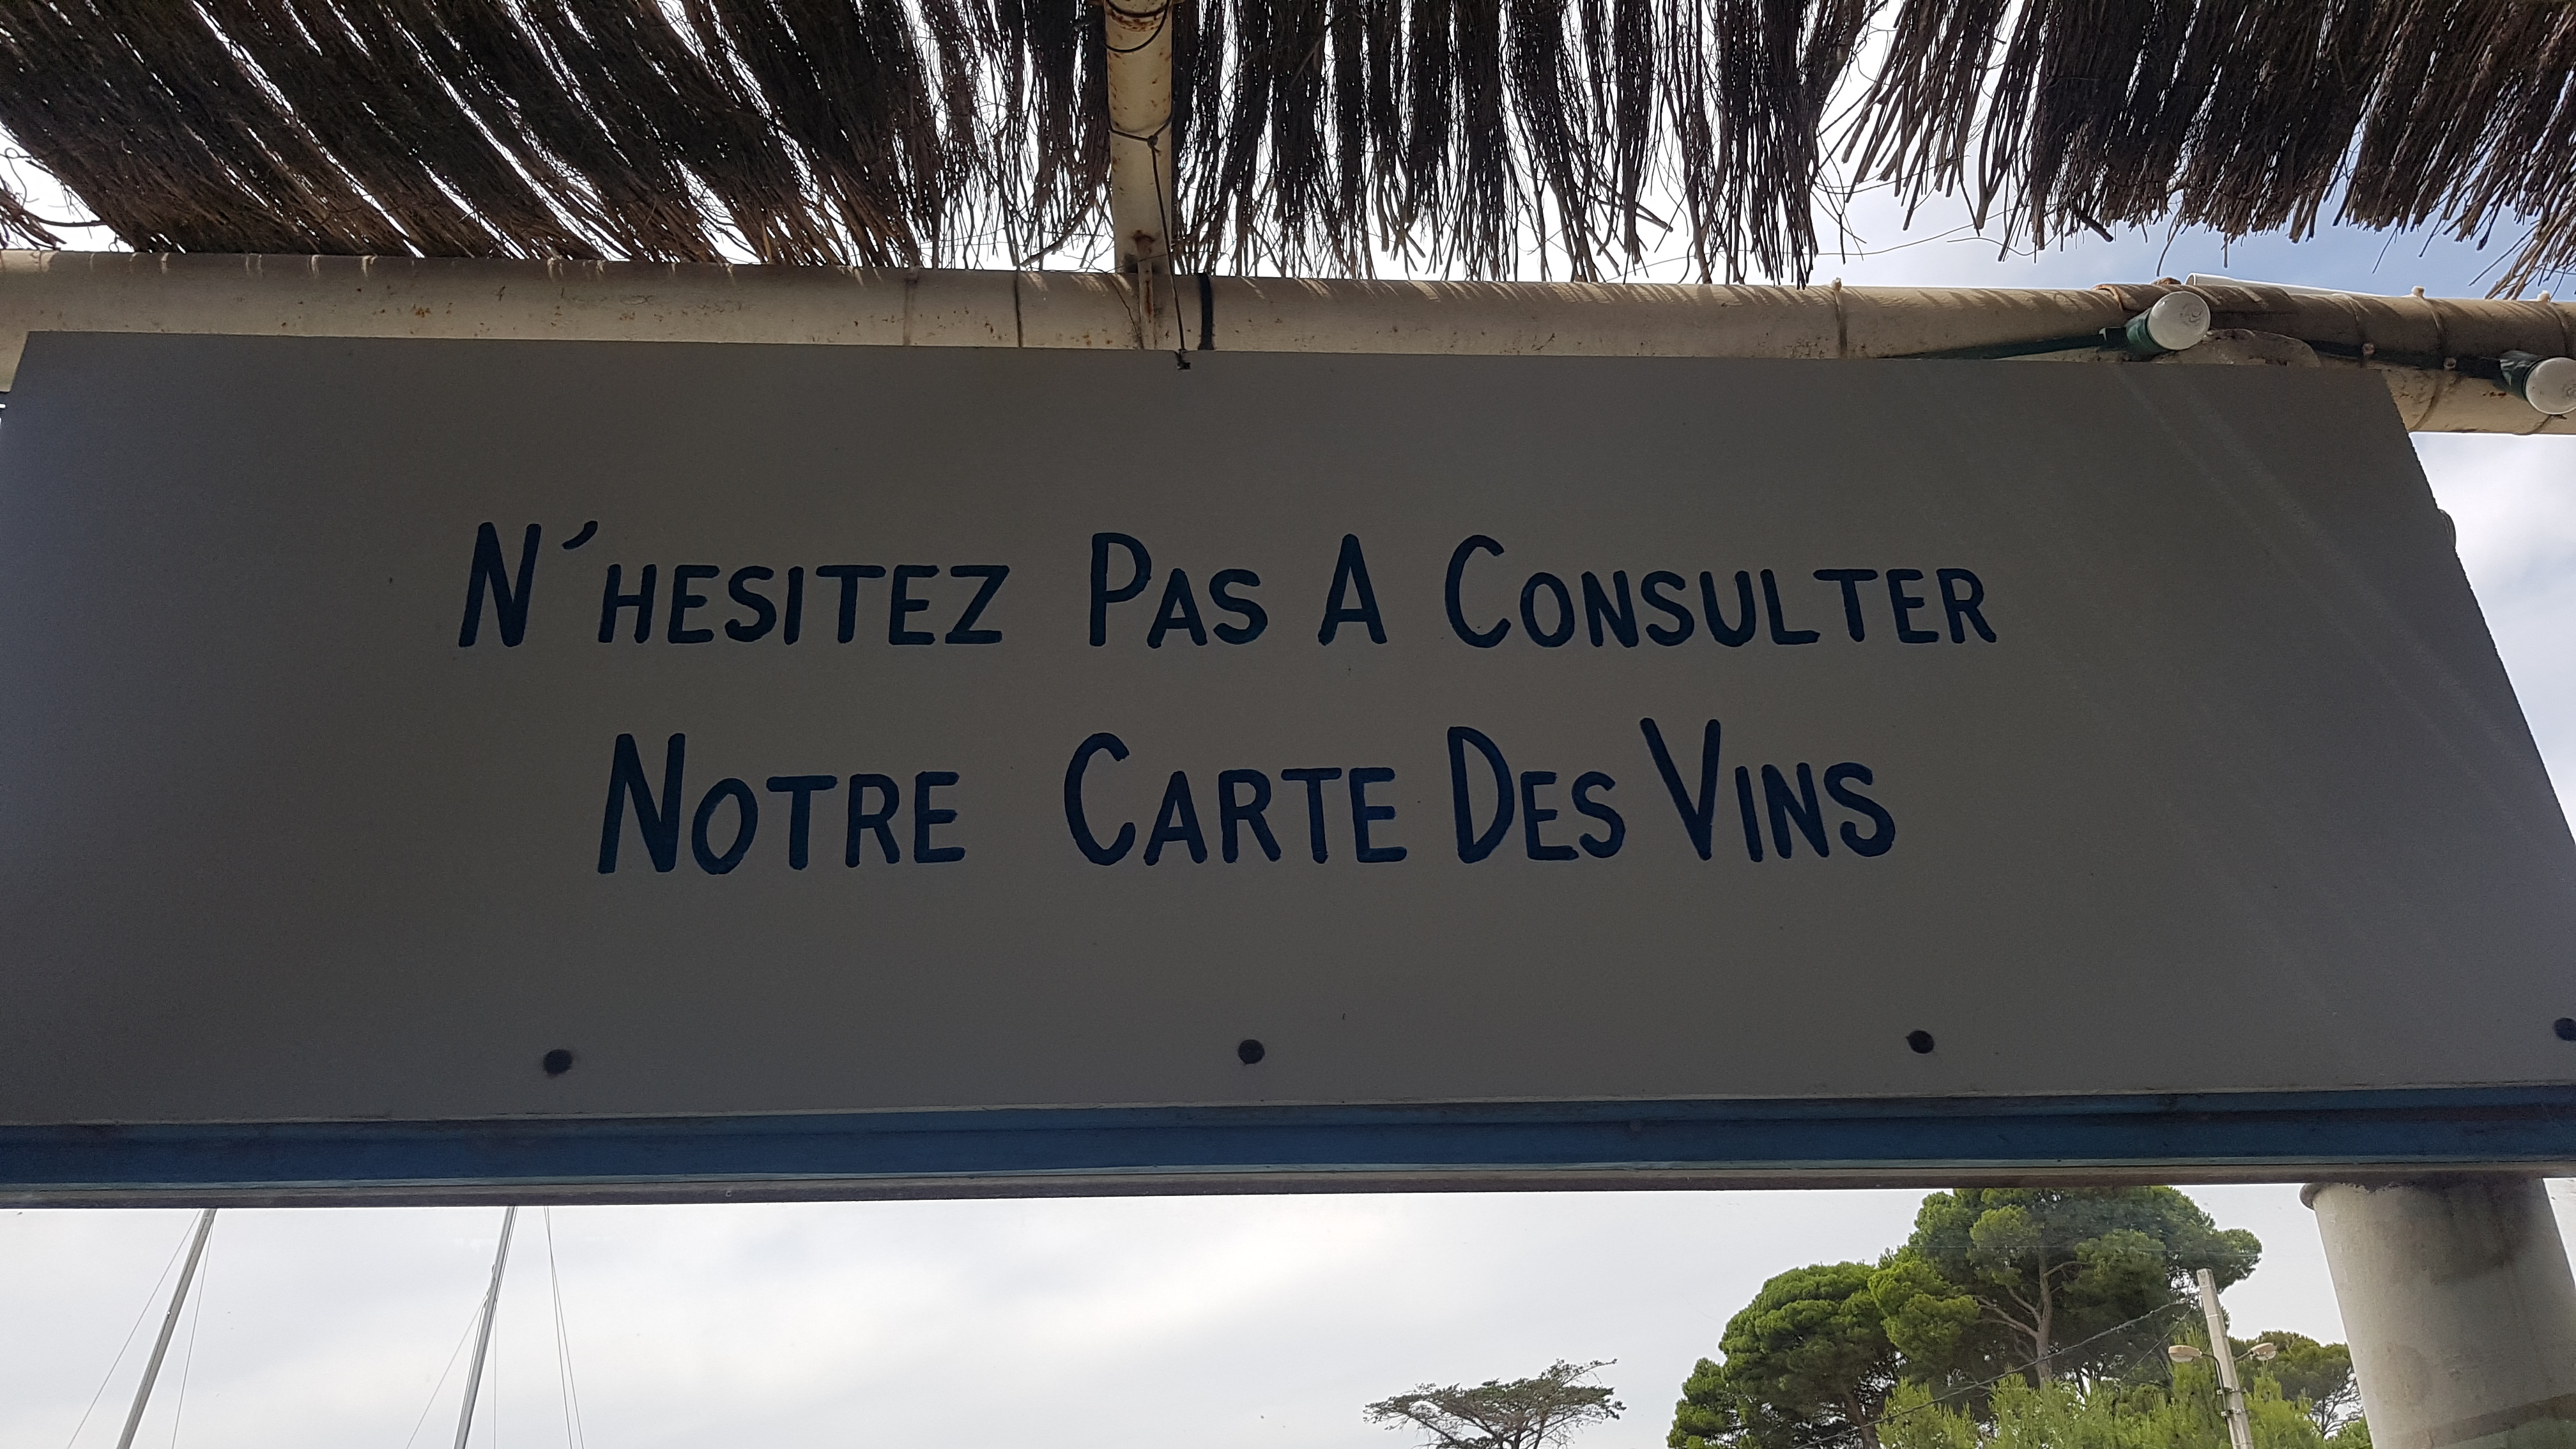 N'HESITEZ PAS A CONSULTER
NOTRE CARTE DES VINS